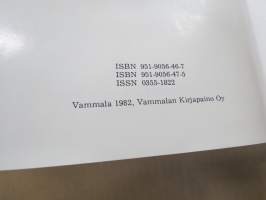 ISBN 951-9056-46-7
ISBN 951-9056-47-5
ISSN 0355-1822
Vammala 1982, Vammalan Kirjapaino Oy